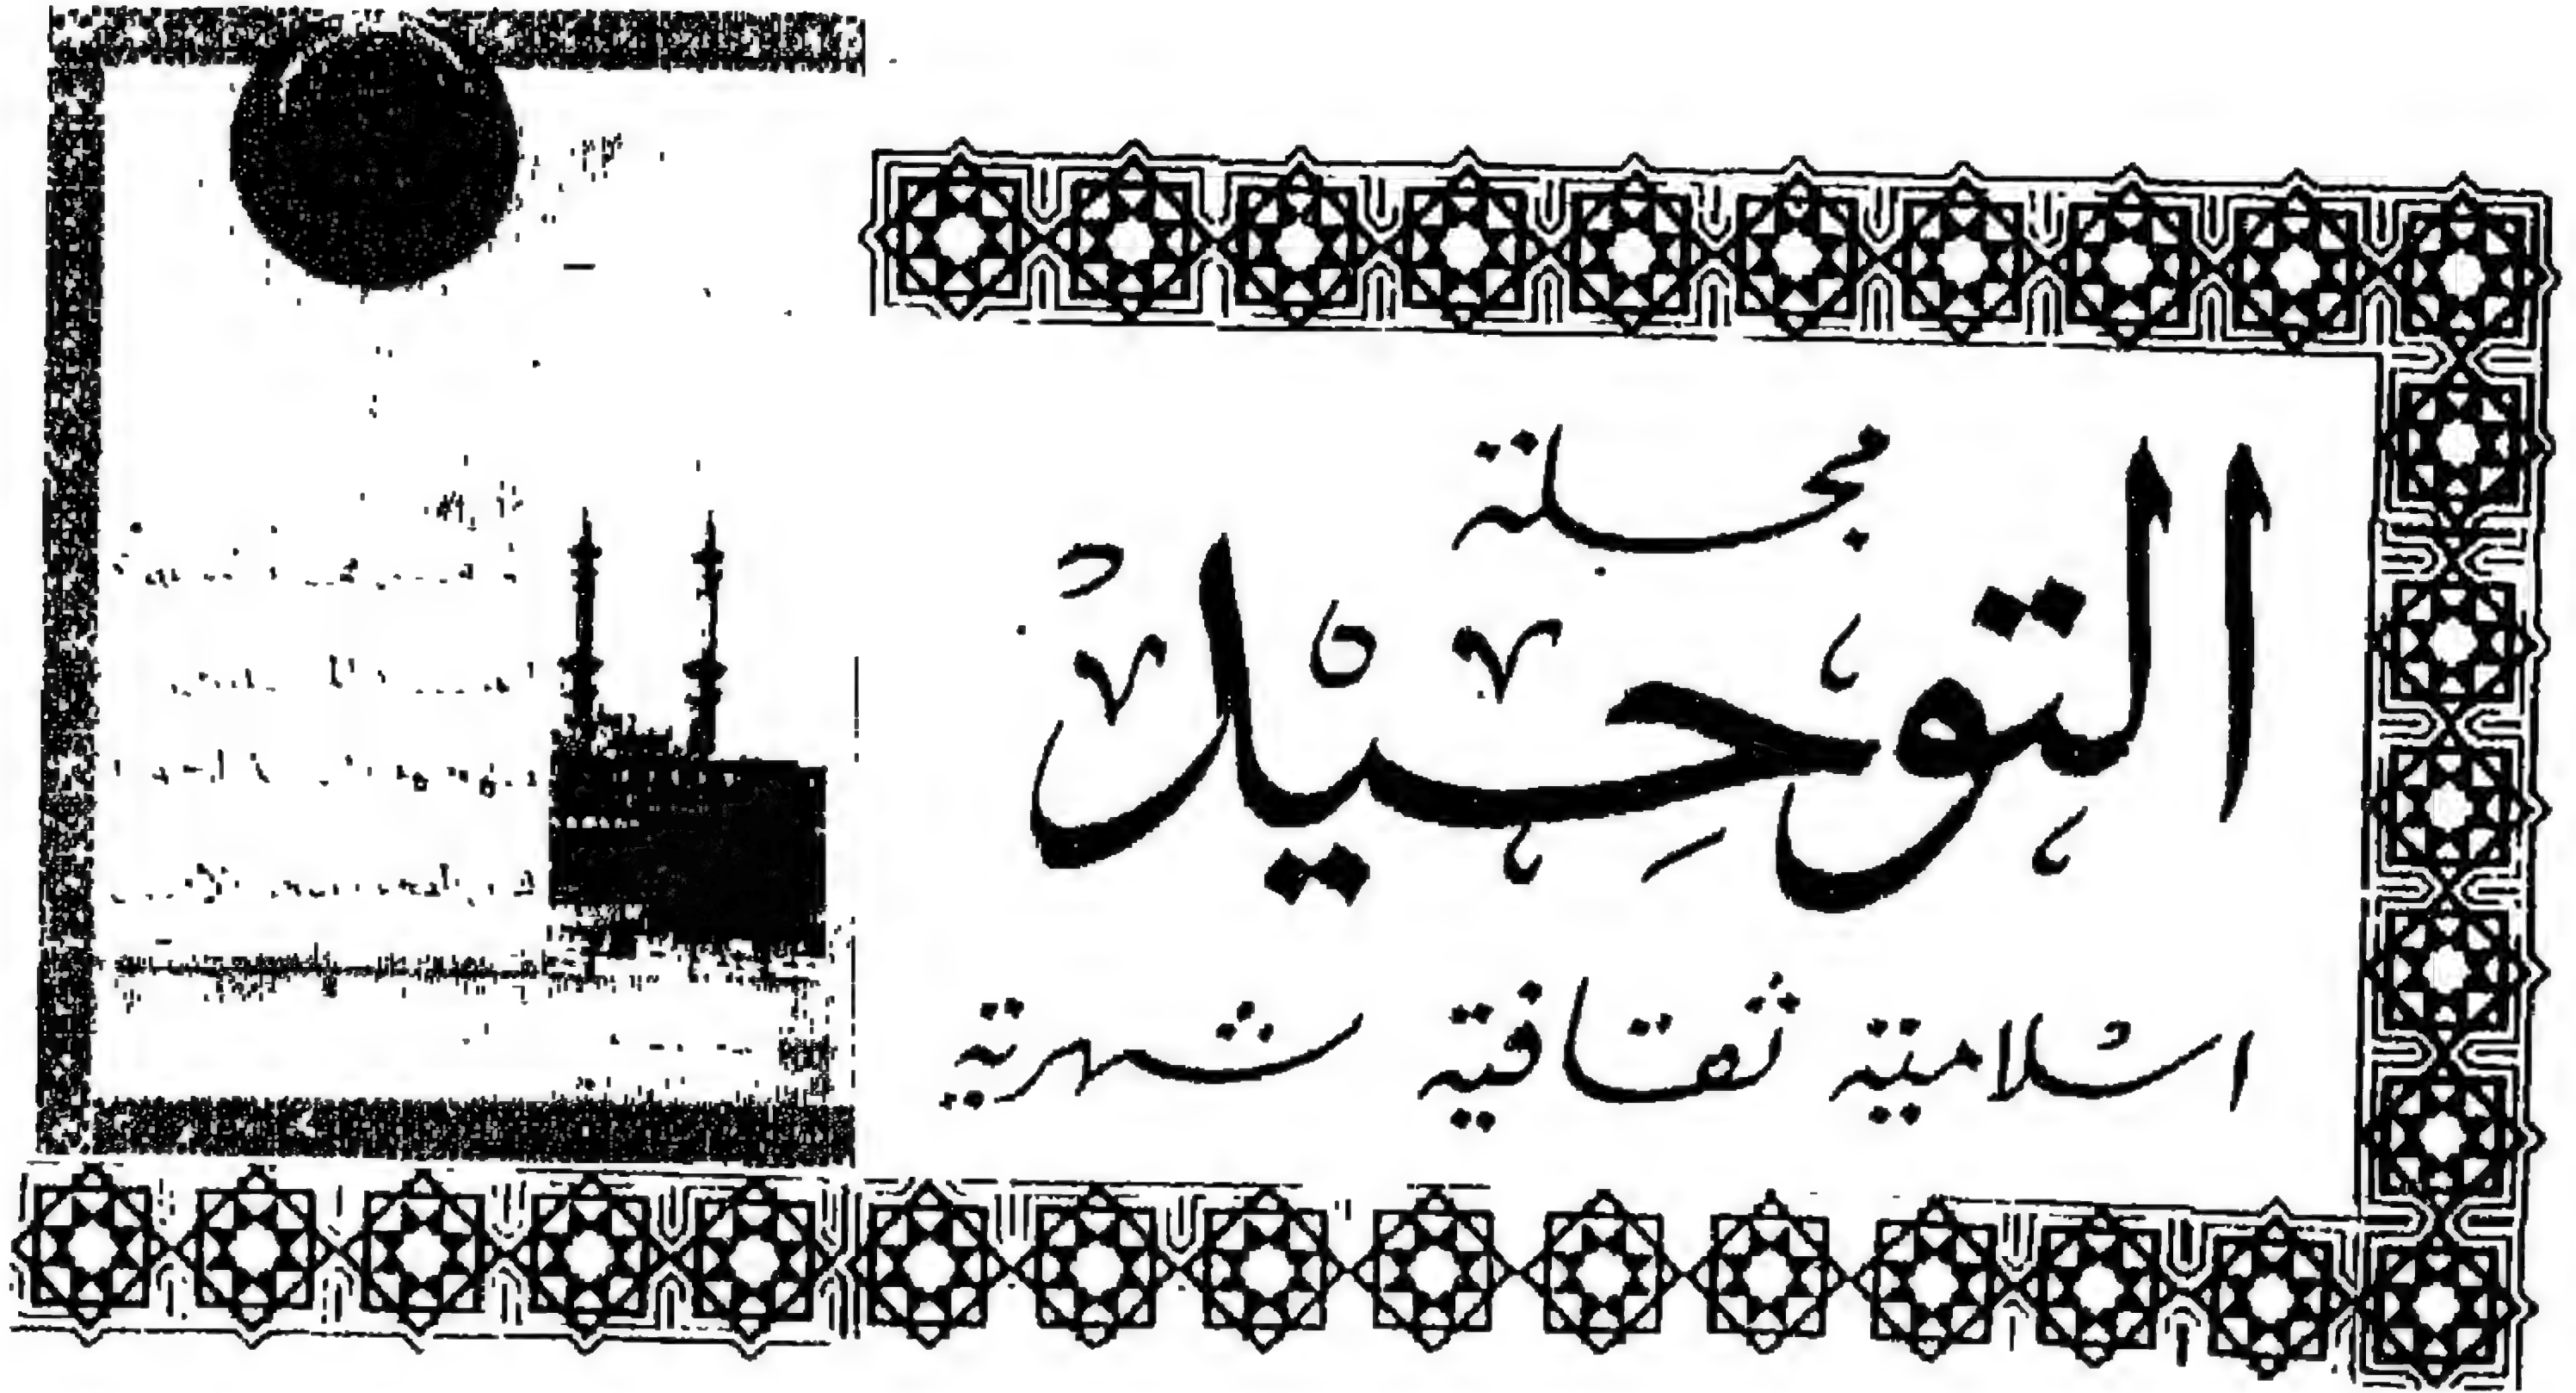 مجلة
التوحيد
اسلامية ثقافية شهرية